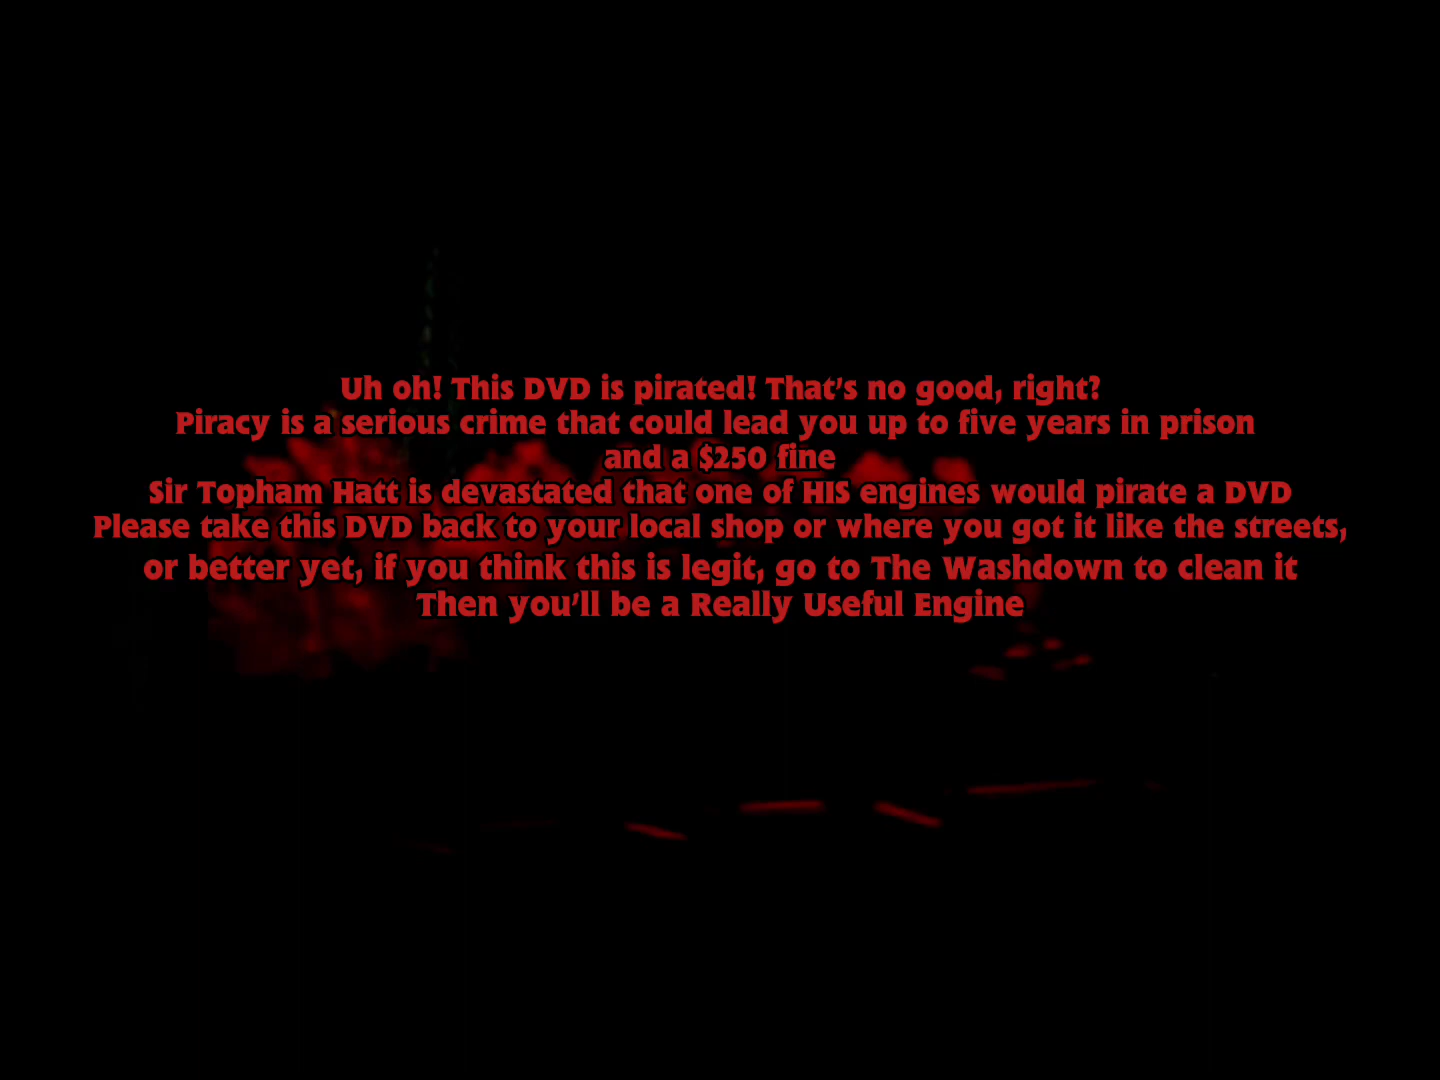 Uh oh! This DVD is pirated! That's no good, right?
Piracy is a serious crime that could lead you up to five years in prison
and a $250 fine
Sir Topham Hatt is devastated that one of HIS engines would pirate a DVD
Please take this DVD back to your local shop or where you got it like the streets,
or better yet, if you think this is legit, go to The Washdown to clean it
Then you'll be a Really Useful Engine